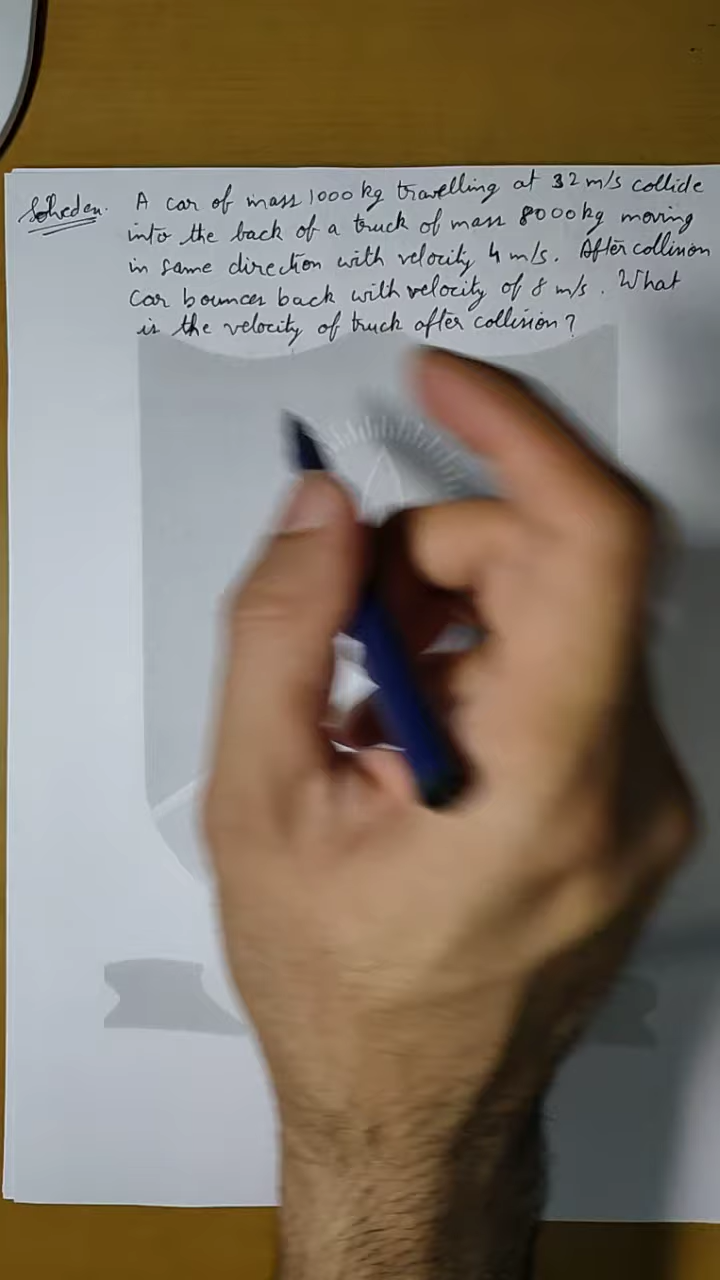 A car of mass 1000 kg travelling at 32 m/s collide
into the back of a truck of mass 8000 kg moving
in same direction with velocity 4 m/s. After collision
car bounces back with velocity of 8 m/s. What
is the velocity of truck after collision?